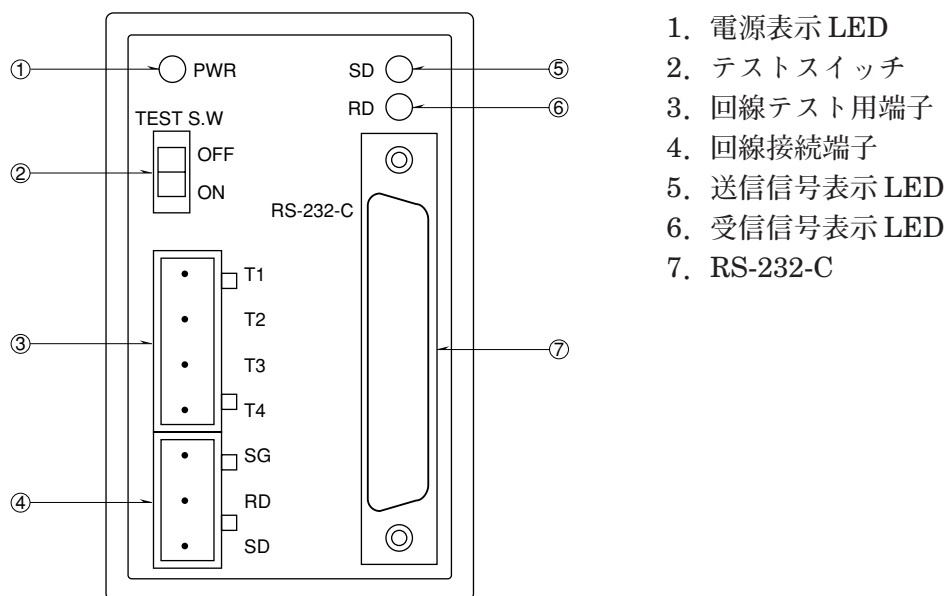 ① PWR SD ⑤
RD ⑥
TEST S.W
② OFF
ON
RS-232-C
T1
T2
③ T3
T4
⑦
SG
④ RD
SD
1. 電源表示 LED
2. テストスイッチ
3. 回線テスト用端子
4. 回線接続端子
5. 送信信号表示 LED
6. 受信信号表示 LED
7. RS-232-C